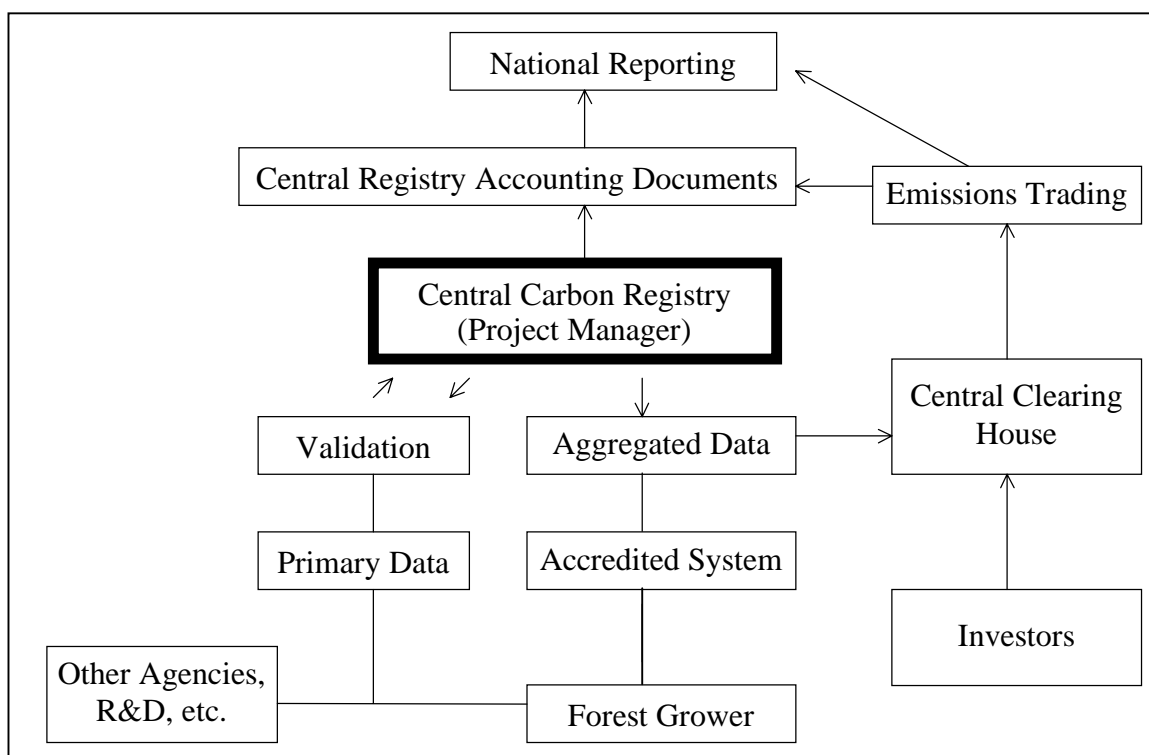 National Reporting
Central Registry Accounting Documents
Emissions Trading
Central Carbon Registry
(Project Manager)
Central Clearing
House
Validation
Aggregated Data
Primary Data
Accredited System
Investors
Other Agencies,
R&D, etc.
Forest Grower